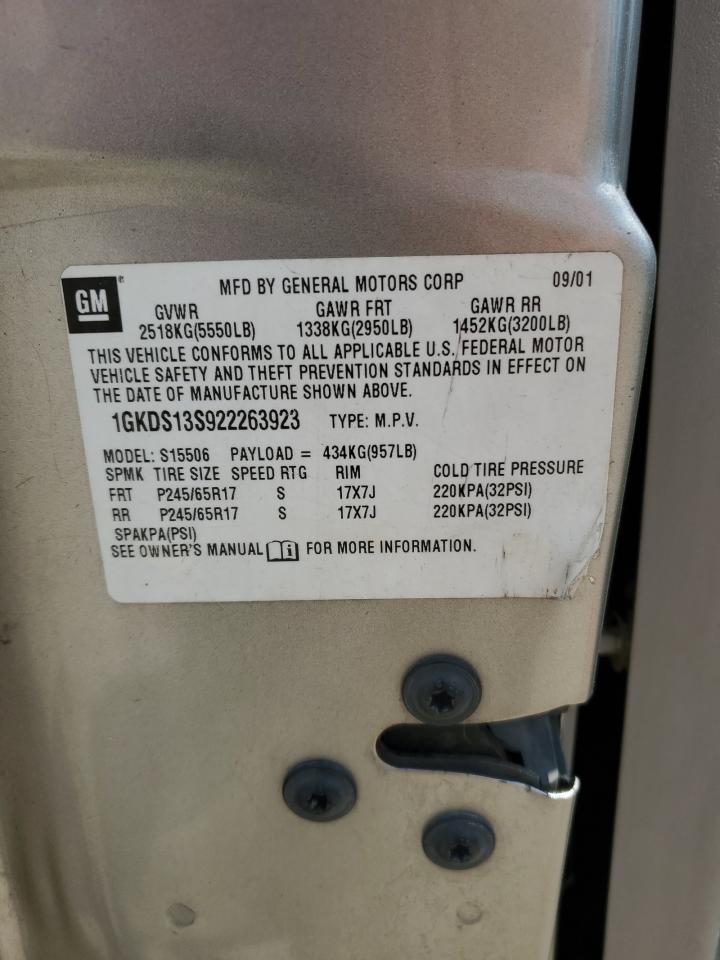 GM ®
MFD BY GENERAL MOTORS CORP 09/01
GVWR GAWR FRT GAWR RR
2518KG(5550LB) 1338KG(2950LB) 1452KG(3200LB)
THIS VEHICLE CONFORMS TO ALL APPLICABLE U.S. FEDERAL MOTOR
VEHICLE SAFETY AND THEFT PREVENTION STANDARDS IN EFFECT ON
THE DATE OF MANUFACTURE SHOWN ABOVE.
1GKDS13S922263923 TYPE: M.P.V.
MODEL: S15506 PAYLOAD = 434KG(957LB)
SPMK TIRE SIZE SPEED RTG RIM COLD TIRE PRESSURE
FRT P245/65R17 S 17X7J 220KPA(32PSI)
RR P245/65R17 S 17X7J 220KPA(32PSI)
SPAKPA(PSI)
SEE OWNER'S MANUAL i FOR MORE INFORMATION.